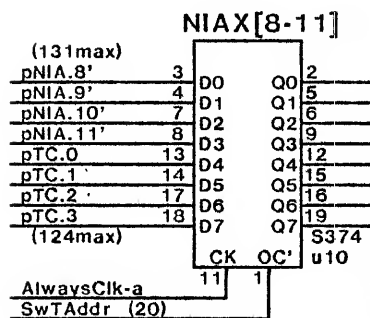 NIAX[8-11]
(131max)
pNIA.8' 3 D0 Q0 2
pNIA.9' 4 D1 Q1 5
pNIA.10' 7 D2 Q2 6
pNIA.11' 8 D3 Q3 9
pTC.0 13 D4 Q4 12
pTC.1 14 D5 Q5 15
pTC.2 17 D6 Q6 16
pTC.3 18 D7 Q7 19
(124max) S374
CK OC' u10
11 1
AlwaysClk-a
SwTAddr (20)